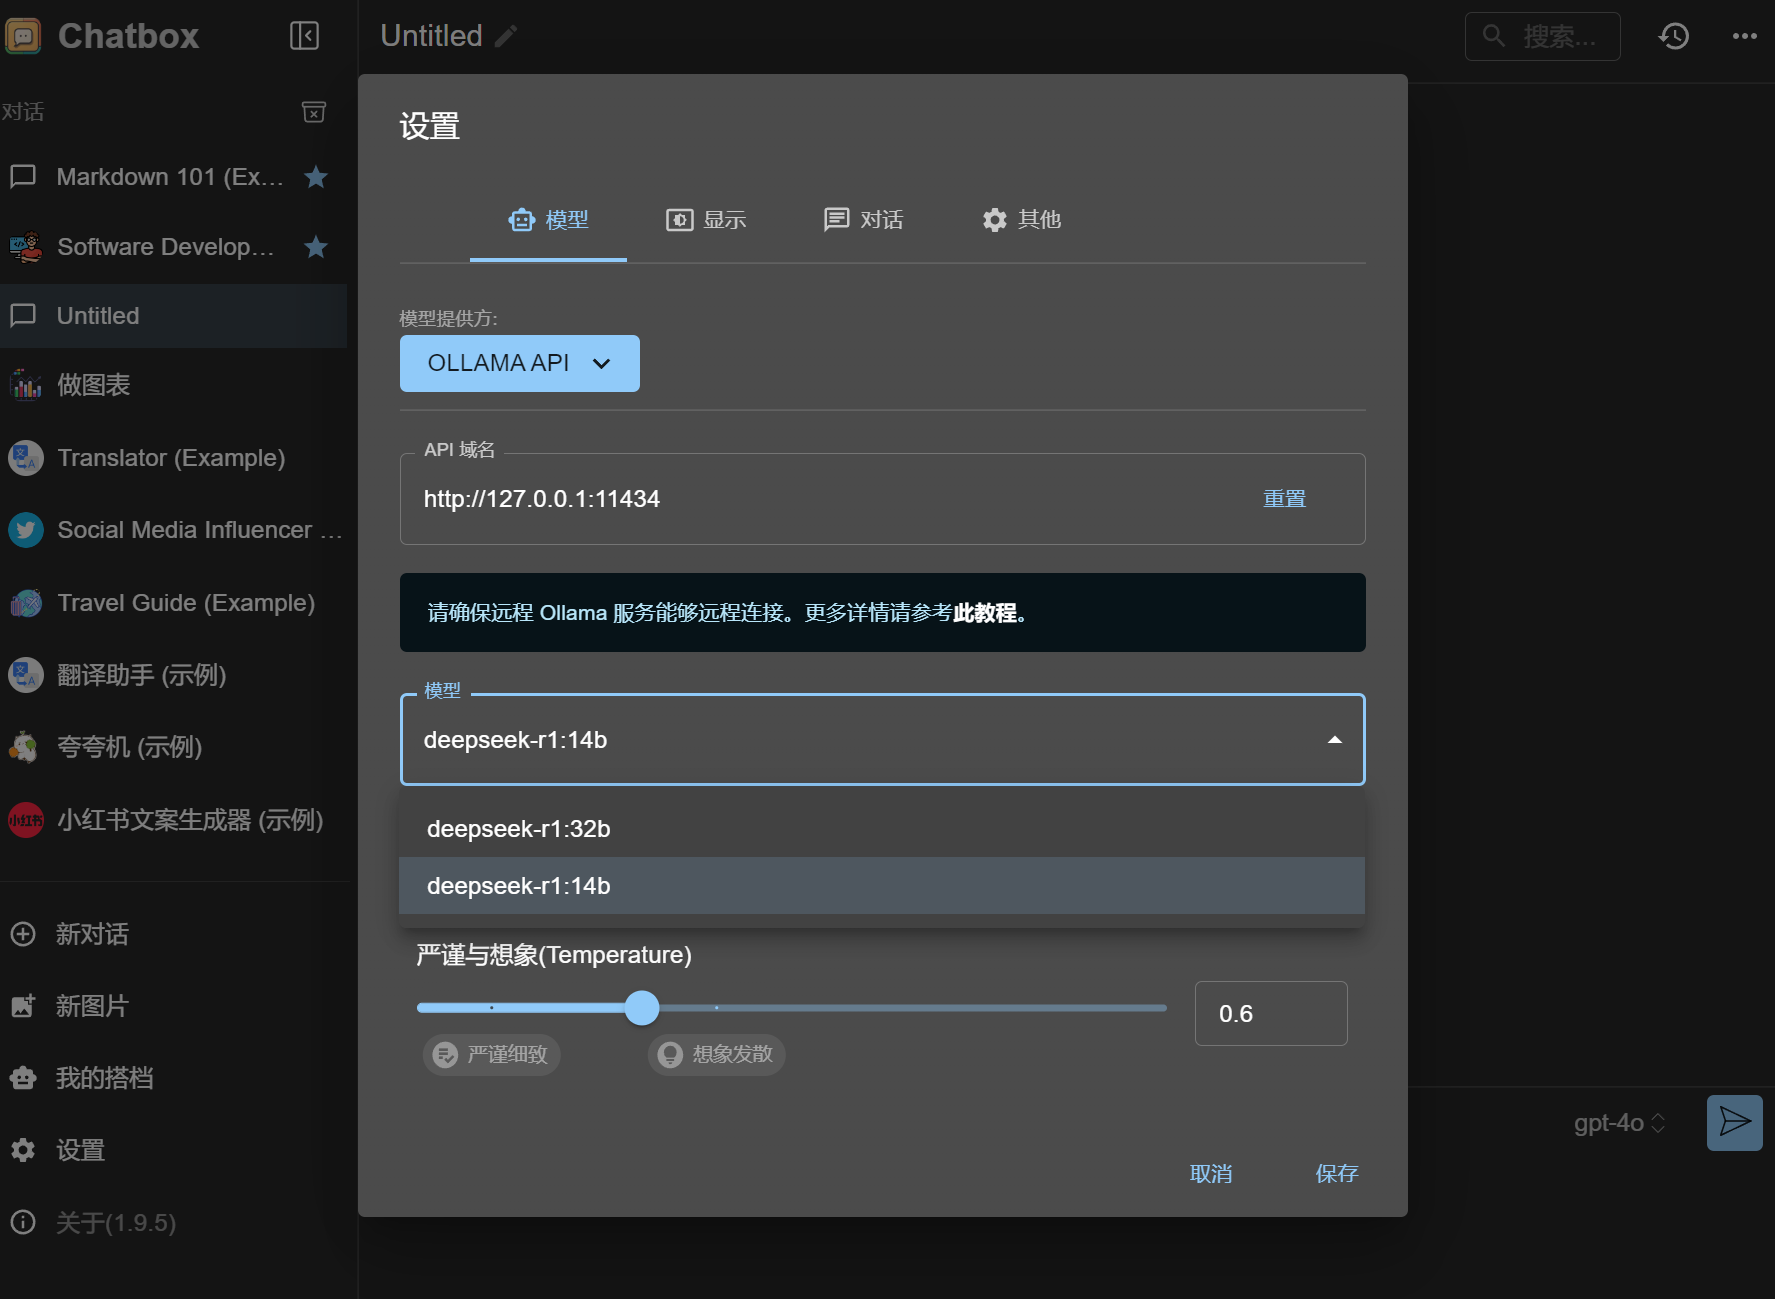 Chatbox
对话
Markdown 101 (Ex...
Software Develop...
Untitled
做图表
Translator (Example)
Social Media Influencer ...
Travel Guide (Example)
翻译助手 (示例)
夸夸机 (示例)
小红书
小红书文案生成器 (示例)
新对话
新图片
我的搭档
设置
关于(1.9.5)
Untitled
搜索...
设置
模型
显示
对话
其他
模型提供方:
OLLAMA API
API 域名
http://127.0.0.1:11434
重置
请确保远程 Ollama 服务能够远程连接。更多详情请参考此教程。
模型
deepseek-r1:14b
deepseek-r1:32b
deepseek-r1:14b
严谨与想象(Temperature)
0.6
严谨细致
想象发散
取消
保存
gpt-4o